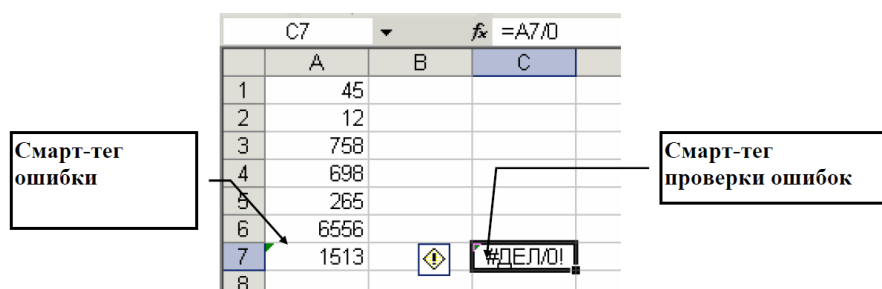 C7 fx =A7/0
A B C
1 45
2 12
Смарт-тег
ошибки
3 758
4 698
5 265
6 6556
7 1513 #ДЕЛ/0!
8
Смарт-тег
проверки ошибок